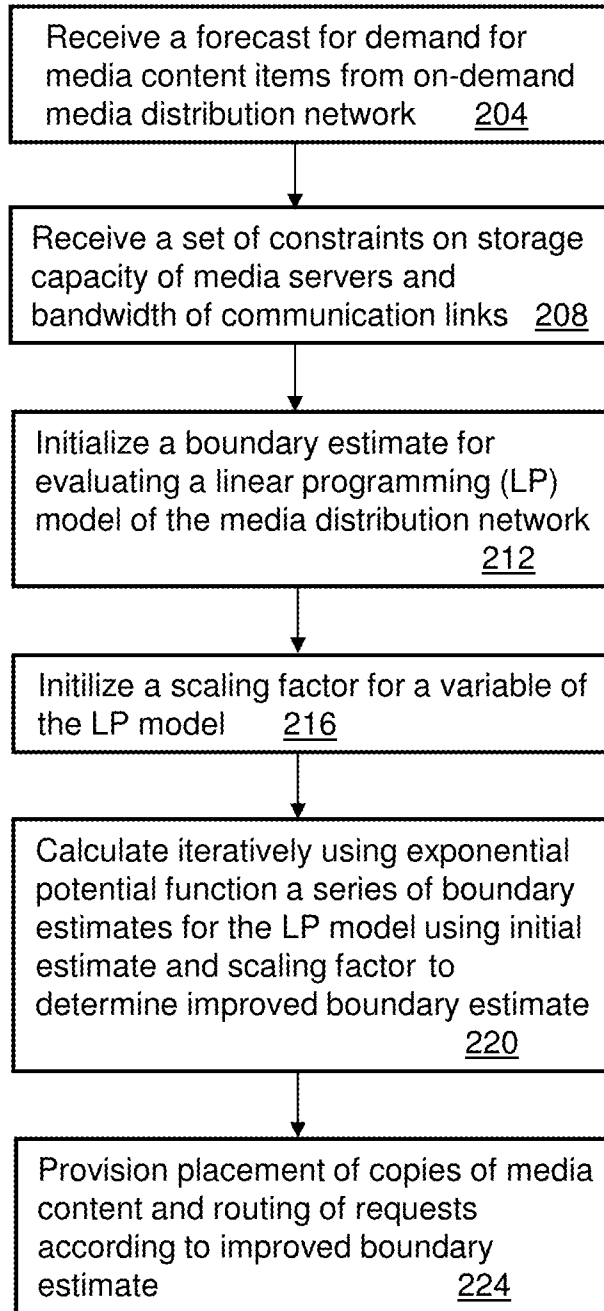 Receive a forecast for demand for
media content items from on-demand
media distribution network 204
Receive a set of constraints on storage
capacity of media servers and
bandwidth of communication links 208
Initialize a boundary estimate for
evaluating a linear programming (LP)
model of the media distribution network
212
Initilize a scaling factor for a variable of
the LP model 216
Calculate iteratively using exponential
potential function a series of boundary
estimates for the LP model using initial
estimate and scaling factor to
determine improved boundary estimate
220
Provision placement of copies of media
content and routing of requests
according to improved boundary
estimate 224